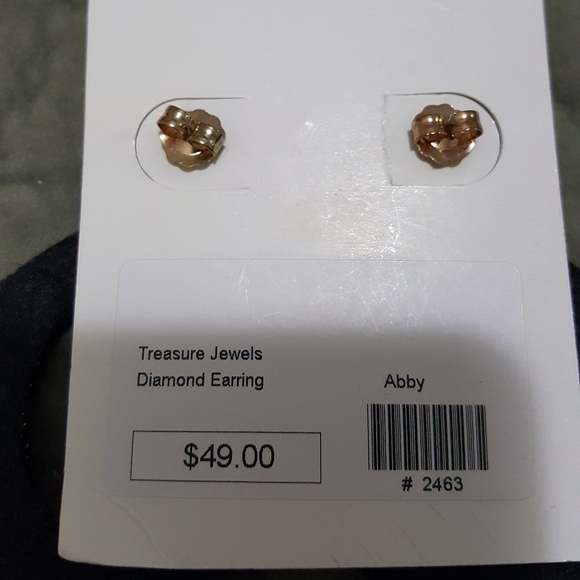 Treasure Jewels
Diamond Earring
Abby
$49.00
# 2463